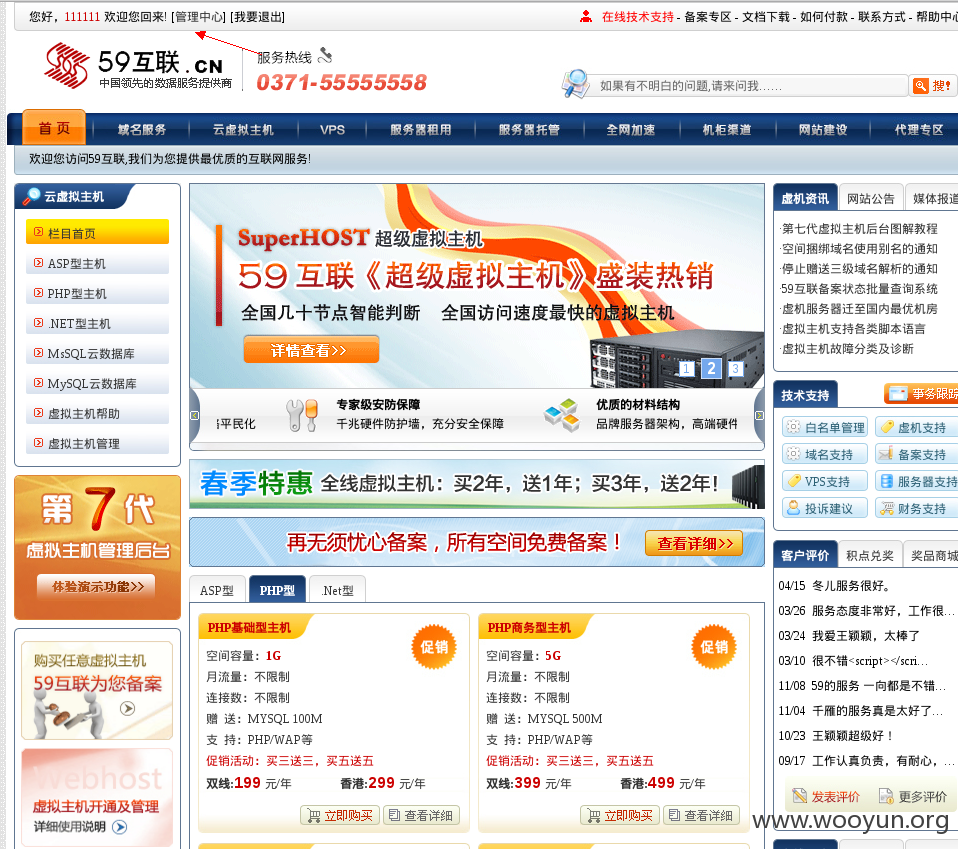 您好，111111 欢迎您回来! [管理中心] [我要退出]
在线技术支持 - 备案专区 - 文档下载 - 如何付款 - 联系方式 - 帮助中心
59互联.CN
中国领先的数据服务提供商
服务热线
0371-55555558
如果有不明白的问题,请来问我……
搜!
首 页 域名服务 云虚拟主机 VPS 服务器租用 服务器托管 全网加速 机柜渠道 网站建设 代理专区
欢迎您访问59互联,我们为您提供最优质的互联网服务!
云虚拟主机
栏目首页
ASP型主机
PHP型主机
.NET型主机
MsSQL云数据库
MySQL云数据库
虚拟主机帮助
虚拟主机管理
第7代
虚拟主机管理后台
体验演示功能>>
购买任意虚拟主机
59互联为您备案
Webhost
虚拟主机开通及管理
详细使用说明
SuperHOST 超级虚拟主机
59 互联《超级虚拟主机》盛装热销
全国几十节点智能判断 全国访问速度最快的虚拟主机
详情查看>>
1 2 3
平民化
专家级安防保障
千兆硬件防护墙，充分安全保障
优质的材料结构
品牌服务器架构，高端硬件
春季特惠 全线虚拟主机：买2年，送1年；买3年，送2年!
再无须忧心备案，所有空间免费备案！ 查看详细>>
ASP型 PHP型 .Net型
PHP基础型主机
促销
空间容量：1G
月流量：不限制
连接数：不限制
赠 送：MYSQL 100M
支 持：PHP/WAP等
促销活动：买三送三，买五送五
双线:199 元/年 香港:299 元/年
立即购买 查看详细
PHP商务型主机
促销
空间容量：5G
月流量：不限制
连接数：不限制
赠 送：MYSQL 500M
支 持：PHP/WAP等
促销活动：买三送三，买五送五
双线:399 元/年 香港:499 元/年
立即购买 查看详细
虚机资讯 网站公告 媒体报道
·第七代虚拟主机后台图解教程
·空间捆绑域名使用别名的通知
·停止赠送三级域名解析的通知
·59互联备案状态批量查询系统
·虚机服务器迁至国内最优机房
·虚拟主机支持各类脚本语言
·虚拟主机故障分类及诊断
技术支持 事务跟踪
白名单管理 虚机支持
域名支持 备案支持
VPS支持 服务器支持
投诉建议 财务支持
客户评价 积点兑奖 奖品商城
04/15 冬儿服务很好。
03/26 服务态度非常好，工作很…
03/24 我爱王颖颖，太棒了
03/10 很不错<script></scri…
11/08 59的服务 一向都是不错…
11/04 千雁的服务真是太好了…
10/23 王颖颖超级好！
09/17 工作认真负责，有耐心，…
发表评价 更多评价
www.wooyun.org